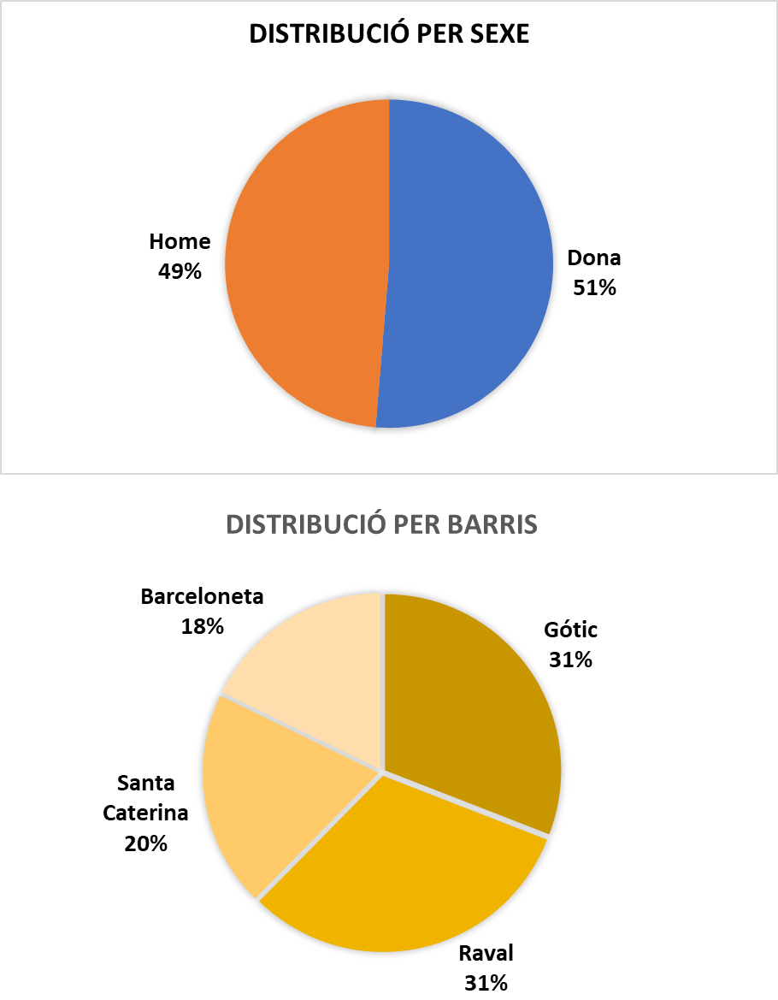 DISTRIBUCIÓ PER SEXE
Home
49%
Dona
51%
DISTRIBUCIÓ PER BARRIS
Barceloneta
18%
Gótic
31%
Santa
Caterina
20%
Raval
31%